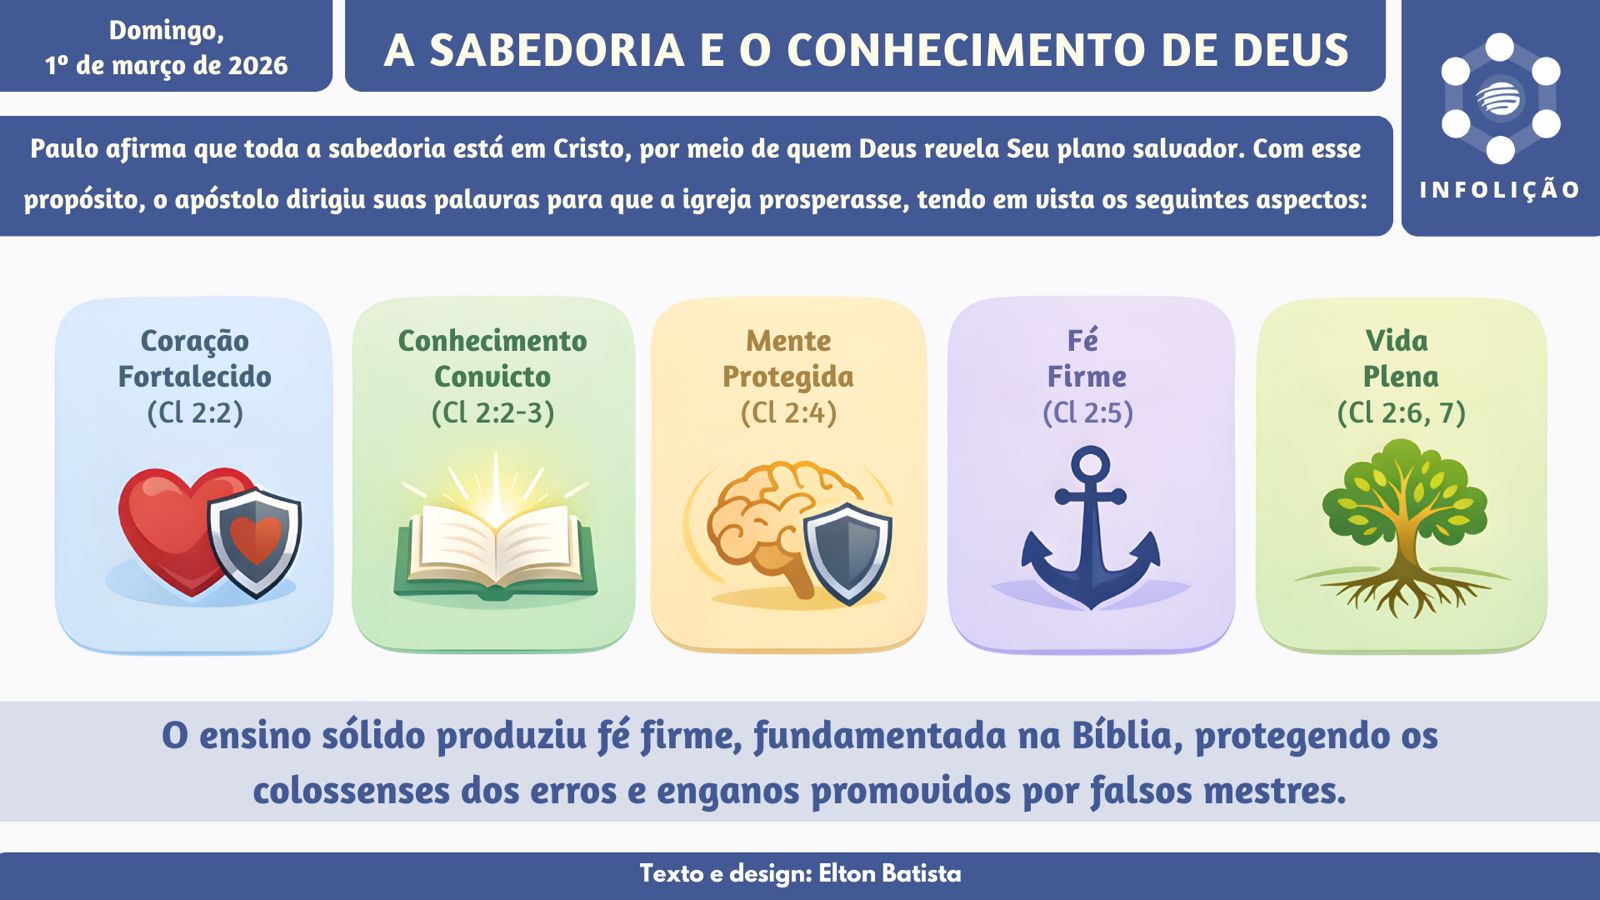 Domingo,
1º de março de 2026
A SABEDORIA E O CONHECIMENTO DE DEUS
INFOLIÇÃO
Paulo afirma que toda a sabedoria está em Cristo, por meio de quem Deus revela Seu plano salvador. Com esse
propósito, o apóstolo dirigiu suas palavras para que a igreja prosperasse, tendo em vista os seguintes aspectos:
Coração
Fortalecido
(Cl 2:2)
Conhecimento
Convicto
(Cl 2:2-3)
Mente
Protegida
(Cl 2:4)
Fé
Firme
(Cl 2:5)
Vida
Plena
(Cl 2:6, 7)
O ensino sólido produziu fé firme, fundamentada na Bíblia, protegendo os
colossenses dos erros e enganos promovidos por falsos mestres.
Texto e design: Elton Batista